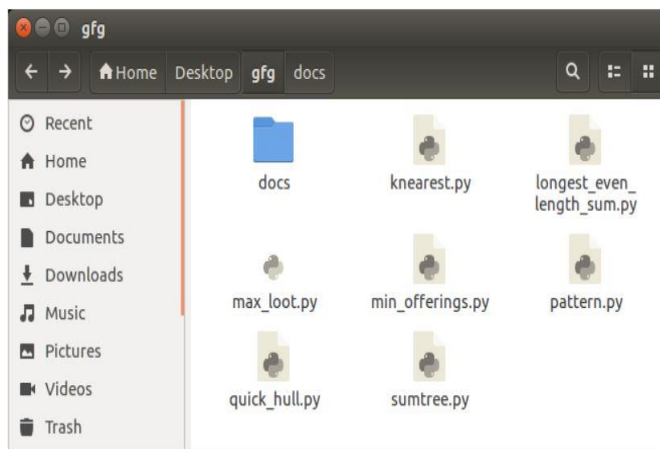 gfg
Home Desktop gfg docs
Recent
Home
Desktop
Documents
Downloads
Music
Pictures
Videos
Trash
docs
knearest.py
longest_even_
length_sum.py
max_loot.py
min_offerings.py
pattern.py
quick_hull.py
sumtree.py